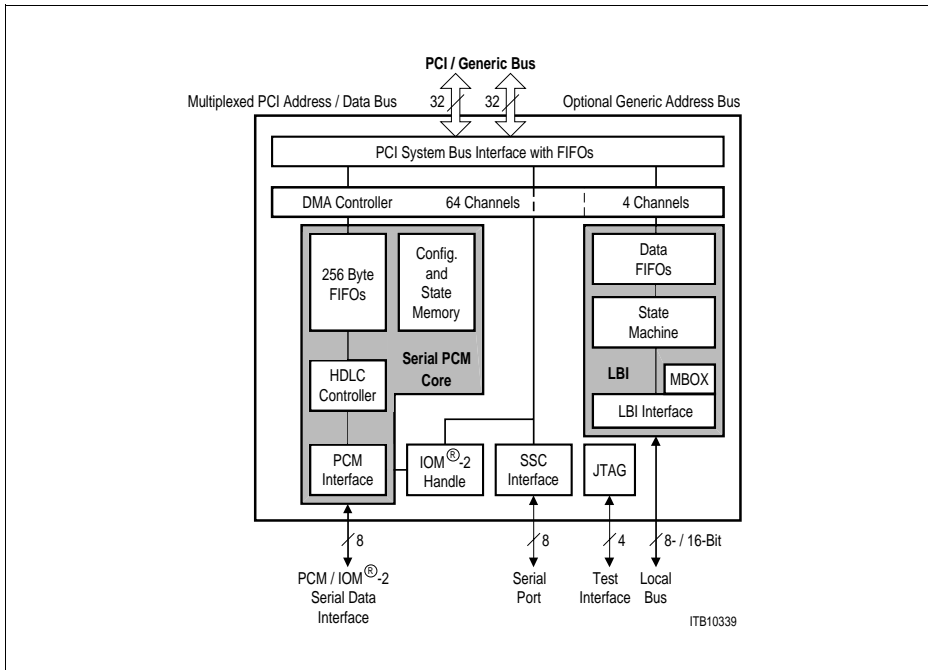 PCI / Generic Bus
Multiplexed PCI Address / Data Bus
32
32
Optional Generic Address Bus
PCI System Bus Interface with FIFOs
DMA Controller
64 Channels
4 Channels
256 Byte
FIFOs
Config.
and
State
Memory
Data
FIFOs
State
Machine
Serial PCM
Core
HDLC
Controller
LBI
MBOX
LBI Interface
PCM
Interface
IOM®-2
Handle
SSC
Interface
JTAG
8
8
4
8- / 16-Bit
PCM / IOM®-2
Serial Data
Interface
Serial
Port
Test
Interface
Local
Bus
ITB10339